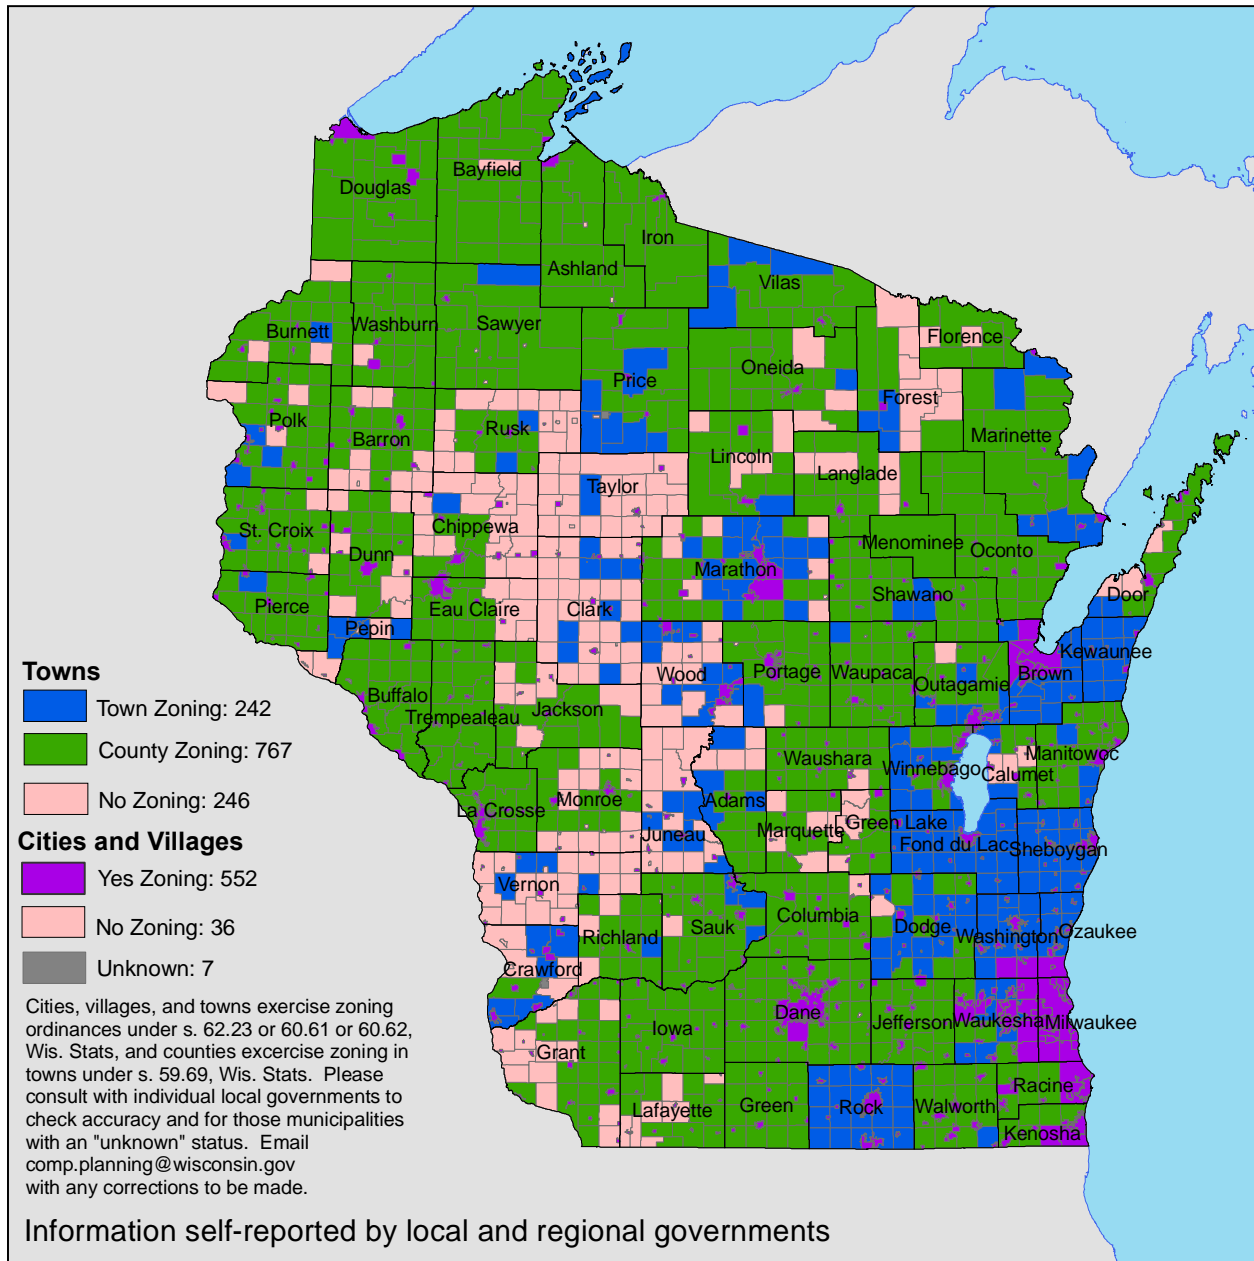 Bayfield
Douglas
Iron
Ashland
Vilas
Burnett
Washburn
Sawyer
Florence
Oneida
Price
Forest
Polk
Barron
Rusk
Marinette
Lincoln
Langlade
Taylor
St. Croix
Chippewa
Dunn
Menominee
Oconto
Marathon
Shawano
Door
Pierce
Eau Claire
Clark
Pepin
Kewaunee
Wood
Portage
Waupaca
Brown
Outagamie
Buffalo
Trempealeau
Jackson
Waushara
Winnebago
Calumet
Manitowoc
La Crosse
Monroe
Adams
Juneau
Marquette
Green Lake
Fond du Lac
Sheboygan
Vernon
Columbia
Richland
Sauk
Dodge
Washington
Ozaukee
Crawford
Dane
Iowa
Jefferson
Waukesha
Milwaukee
Grant
Racine
Lafayette
Green
Rock
Walworth
Kenosha
Towns
Town Zoning: 242
County Zoning: 767
No Zoning: 246
Cities and Villages
Yes Zoning: 552
No Zoning: 36
Unknown: 7
Cities, villages, and towns exercise zoning
ordinances under s. 62.23 or 60.61 or 60.62,
Wis. Stats, and counties excercise zoning in
towns under s. 59.69, Wis. Stats. Please
consult with individual local governments to
check accuracy and for those municipalities
with an "unknown" status. Email
comp.planning@wisconsin.gov
with any corrections to be made.
Information self-reported by local and regional governments